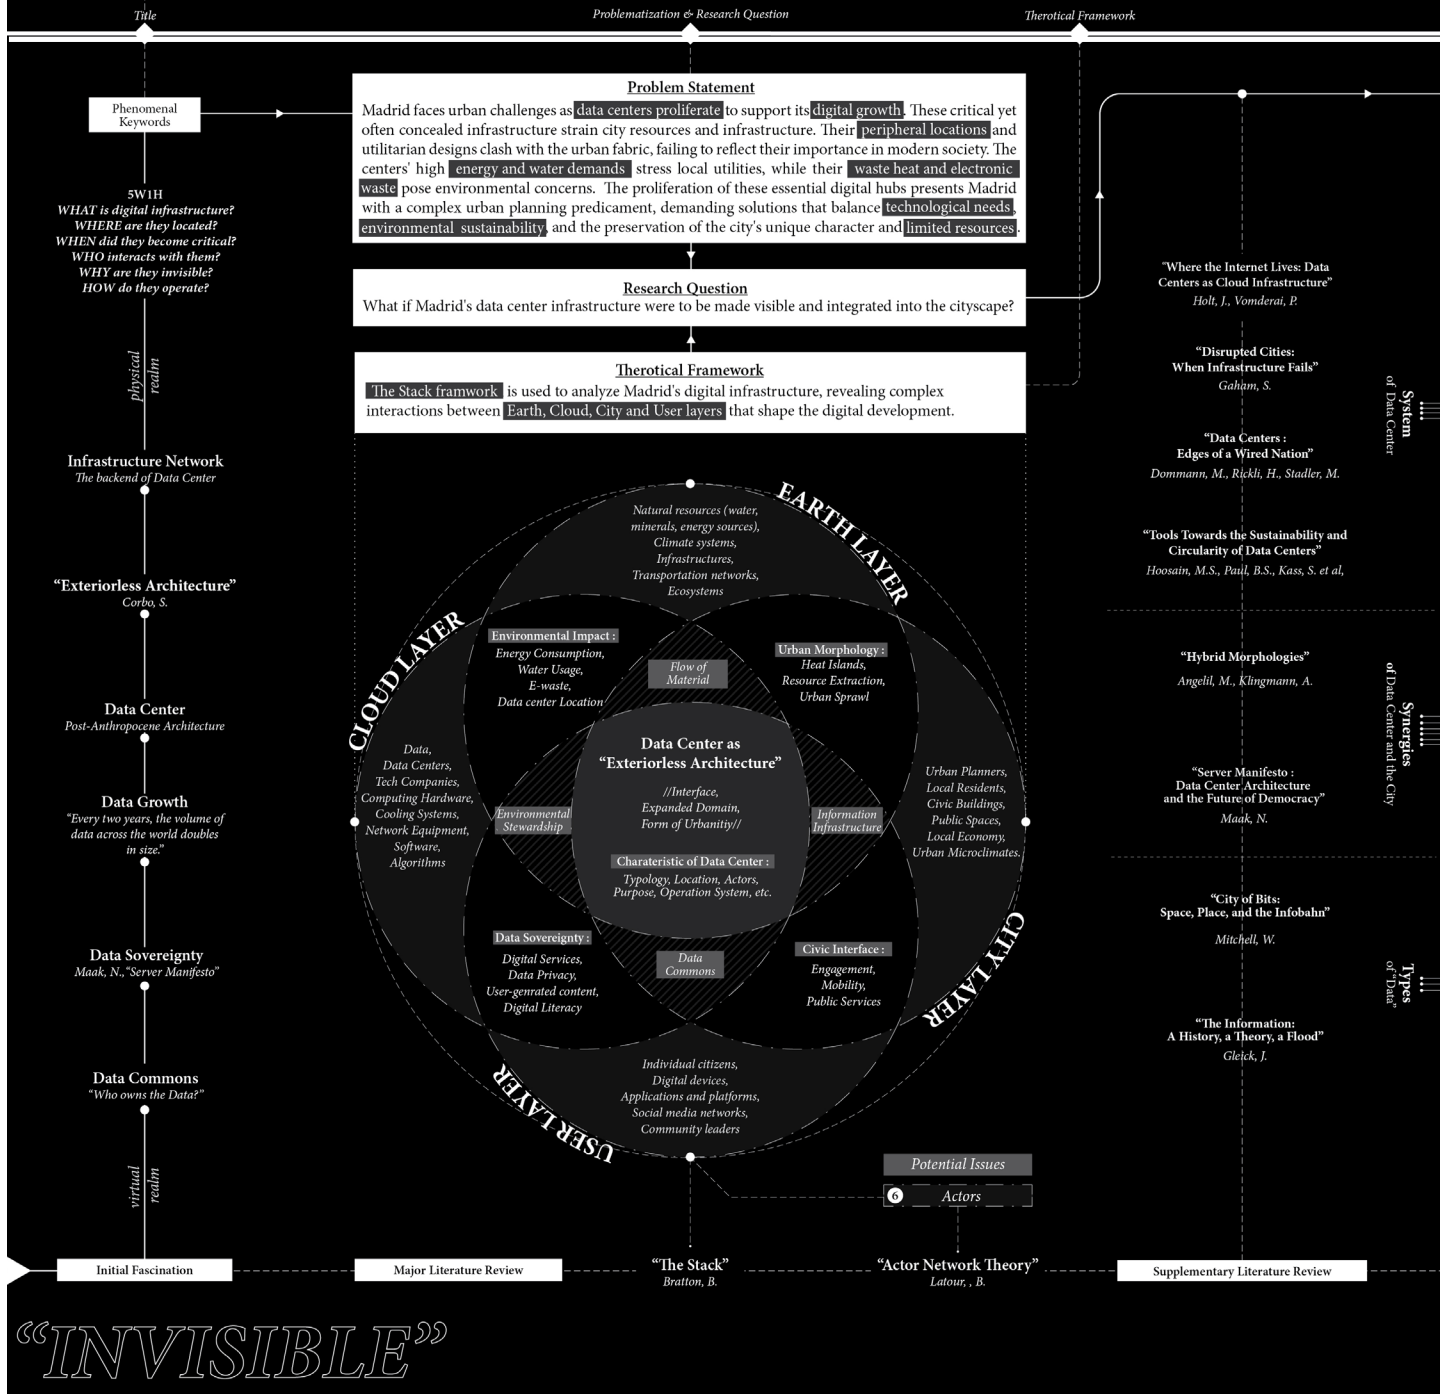 Title
Problematization & Research Question
Therotical Framework
Phenomenal
Keywords
5W1H
WHAT is digital infrastructure?
WHERE are they located?
WHEN did they become critical?
WHO interacts with them?
WHY are they invisible?
HOW do they operate?
physical
realm
Infrastructure Network
The backend of Data Center
“Exteriorless Architecture”
Corbo, S.
Data Center
Post-Anthropocene Architecture
Data Growth
“Every two years, the volume of
data across the world doubles
in size.”
Data Sovereignty
Maak, N.,“Server Manifesto”
Data Commons
“Who owns the Data?”
virtual
realm
Initial Fascination
Problem Statement
Madrid faces urban challenges as data centers proliferate to support its digital growth. These critical yet
often concealed infrastructure strain city resources and infrastructure. Their peripheral locations and
utilitarian designs clash with the urban fabric, failing to reflect their importance in modern society. The
centers' high energy and water demands stress local utilities, while their waste heat and electronic
waste pose environmental concerns. The proliferation of these essential digital hubs presents Madrid
with a complex urban planning predicament, demanding solutions that balance technological needs,
environmental sustainability, and the preservation of the city's unique character and limited resources.
Research Question
What if Madrid's data center infrastructure were to be made visible and integrated into the cityscape?
Therotical Framework
The Stack framwork is used to analyze Madrid's digital infrastructure, revealing complex
interactions between Earth, Cloud, City and User layers that shape the digital development.
EARTH LAYER
Natural resources (water,
minerals, energy sources),
Climate systems,
Infrastructures,
Transportation networks,
Ecosystems
CLOUD LAYER
Data,
Data Centers,
Tech Companies,
Computing Hardware,
Cooling Systems,
Network Equipment,
Software,
Algorithms
Environmental Impact :
Energy Consumption,
Water Usage,
E-waste,
Data center Location
Flow of
Material
Urban Morphology :
Heat Islands,
Resource Extraction,
Urban Sprawl
Data Center as
“Exteriorless Architecture”
//Interface,
Expanded Domain,
Form of Urbanitiy//
Charateristic of Data Center :
Typology, Location, Actors,
Purpose, Operation System, etc.
Environmental
Stewardship
Information
Infrastructure
Urban Planners,
Local Residents,
Civic Buildings,
Public Spaces,
Local Economy,
Urban Microclimates.
CITY LAYER
Data Sovereignty :
Digital Services,
Data Privacy,
User-genrated content,
Digital Literacy
Data
Commons
Civic Interface :
Engagement,
Mobility,
Public Services
USER LAYER
Individual citizens,
Digital devices,
Applications and platforms,
Social media networks,
Community leaders
Potential Issues
6 Actors
Major Literature Review
“The Stack”
Bratton, B.
“Actor Network Theory”
Latour, , B.
“Where the Internet Lives: Data
Centers as Cloud Infrastructure”
Holt, J., Vomderai, P.
“Disrupted Cities:
When Infrastructure Fails”
Gaham, S.
“Data Centers :
Edges of a Wired Nation”
Dommann, M., Rickli, H., Stadler, M.
“Tools Towards the Sustainability and
Circularity of Data Centers”
Hoosain, M.S., Paul, B.S., Kass, S. et al,
System
of Data Center
“Hybrid Morphologies”
Angelil, M., Klingmann, A.
“Server Manifesto :
Data Center Architecture
and the Future of Democracy”
Maak, N.
Synergies
of Data Center and the City
“City of Bits:
Space, Place, and the Infobahn”
Mitchell, W.
“The Information:
A History, a Theory, a Flood”
Gleick, J.
Types
of “Data”
Supplementary Literature Review
“INVISIBLE”